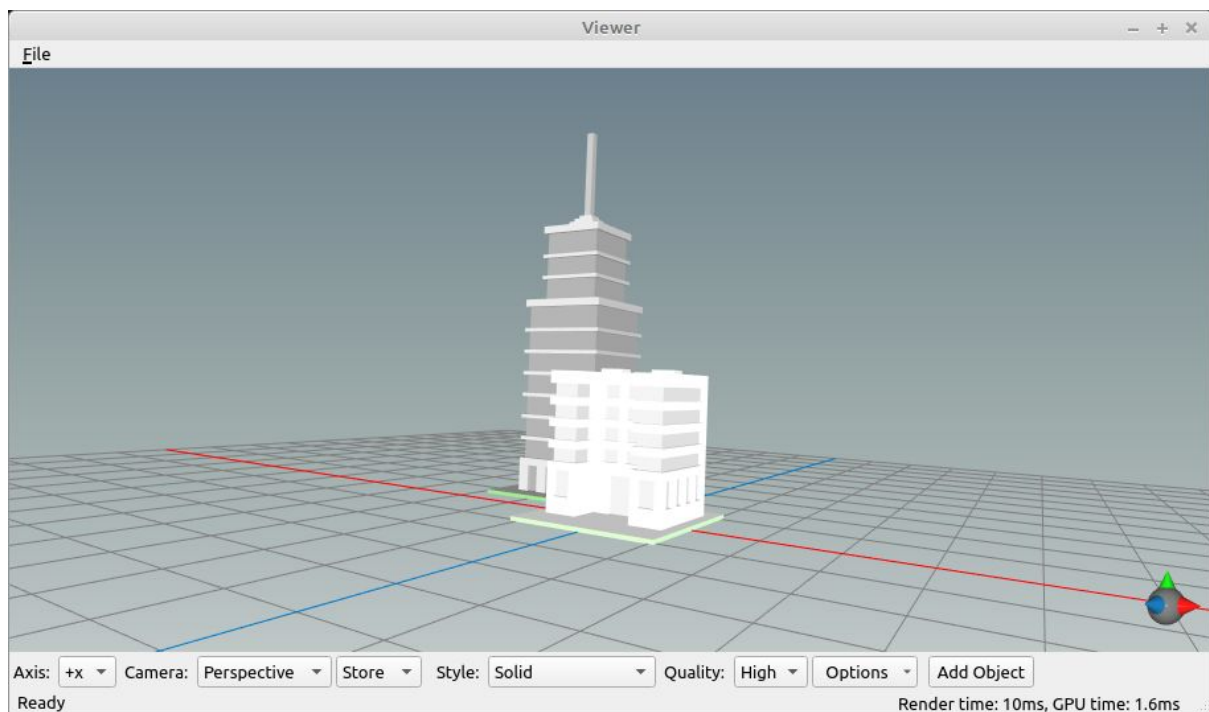 Viewer
File
Axis: +x Camera: Perspective Store Style: Solid Quality: High Options Add Object
Ready Render time: 10ms, GPU time: 1.6ms